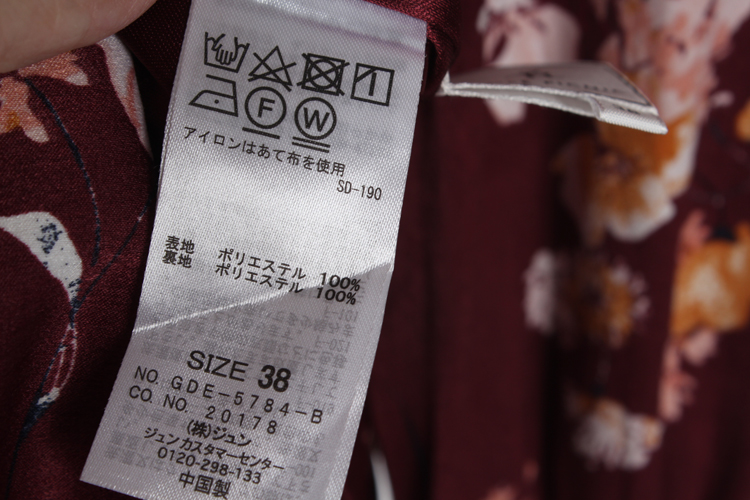 F W
アイロンはあて布を使用
SD-190
表地 ポリエステル 100%
裏地 ポリエステル 100%
SIZE 38
NO. GDE-5784-B
CO.NO. 20178
(株)ジュン
ジュンカスタマーセンター
0120-298-133
中国製